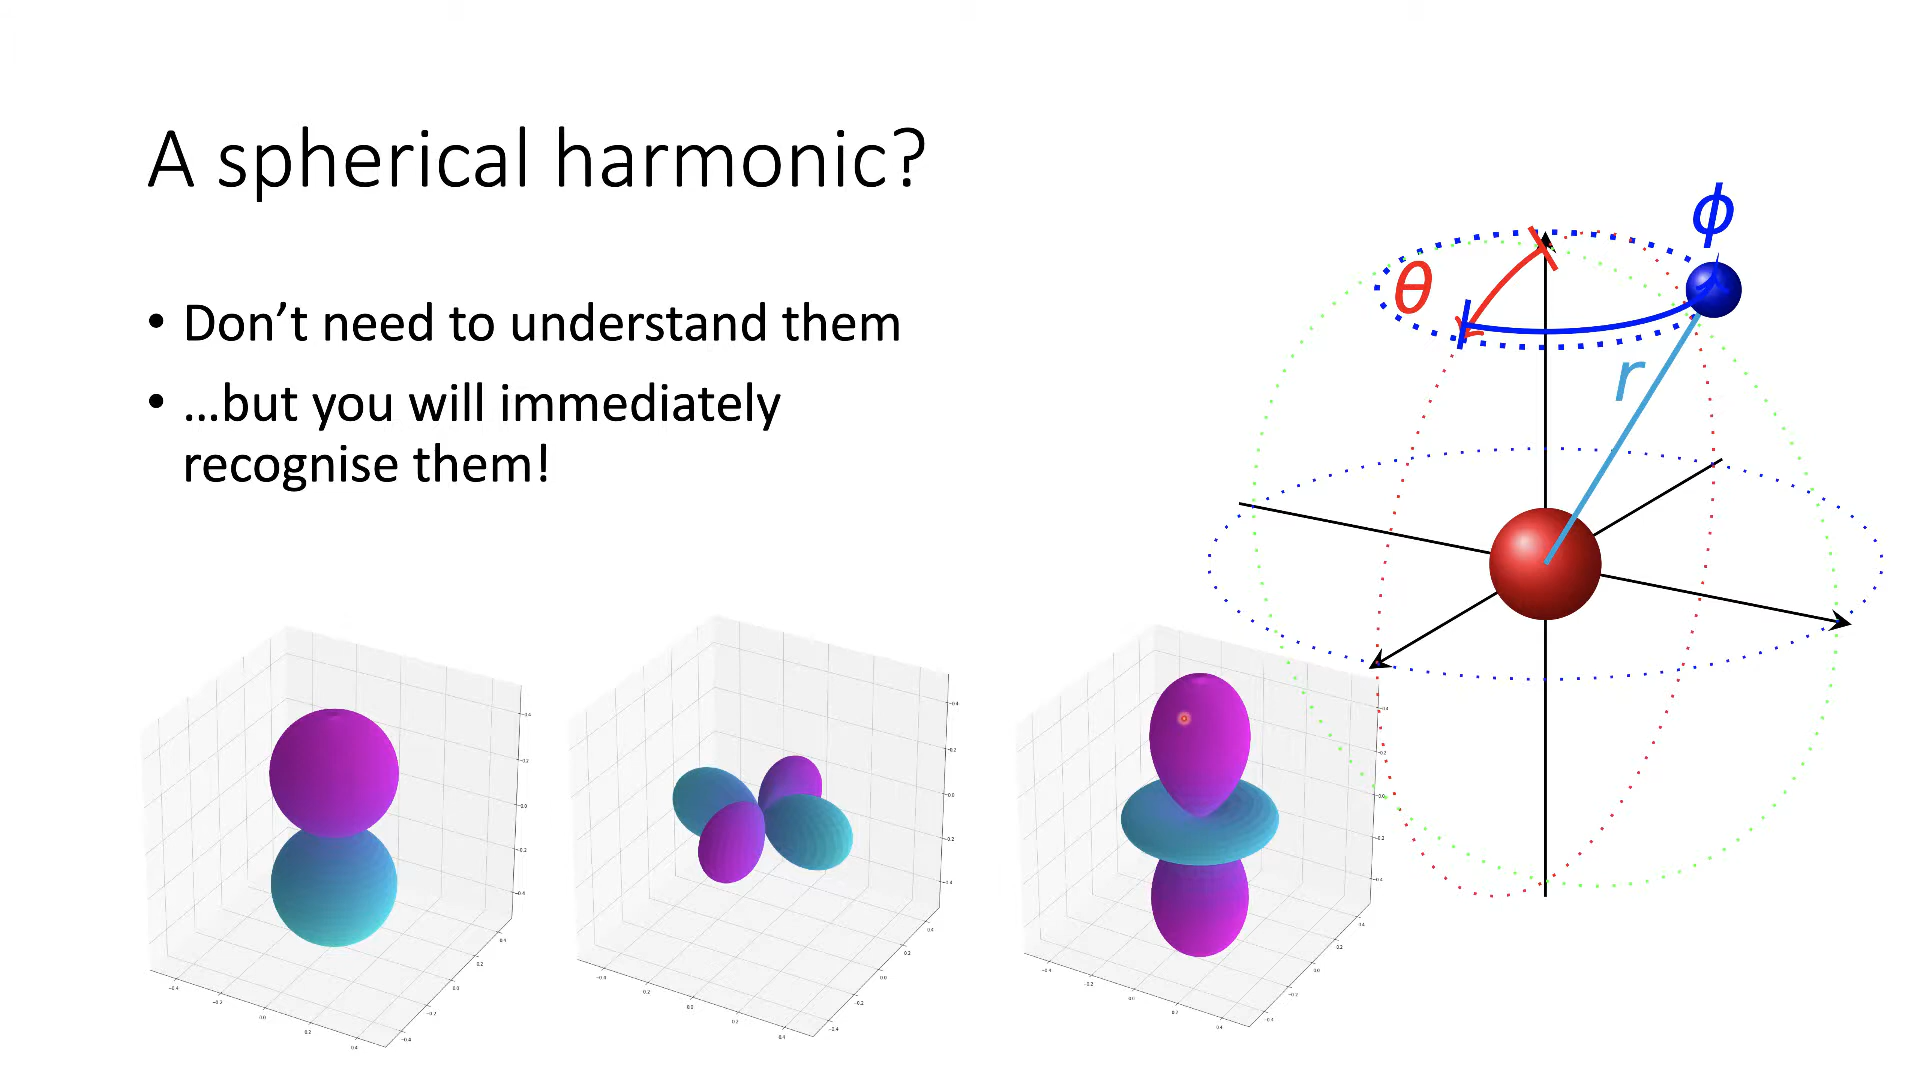 A spherical harmonic?
• Don’t need to understand them
• …but you will immediately
recognise them!
ϕ
θ
r